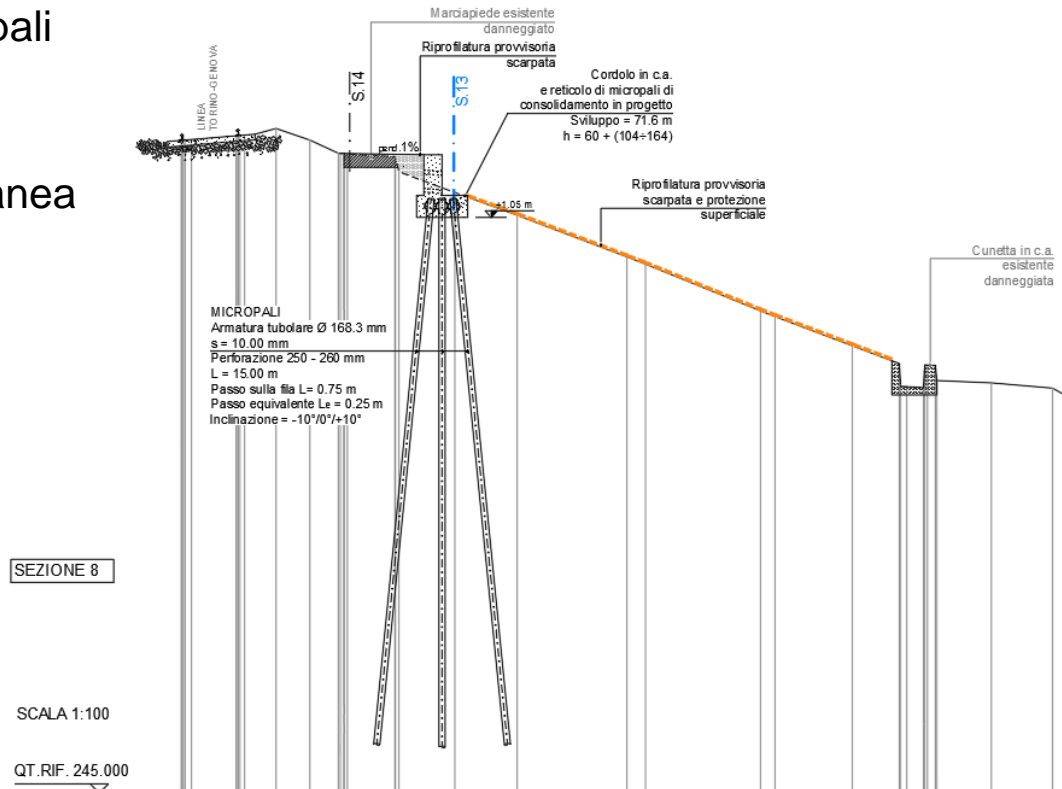 pali
Marciapiede esistente
danneggiato
Riprofilatura provvisoria
scarpata
LINEA
TORINO-GENOVA
S.14
S.13
Cordolo in c.a.
e reticolo di micropali di
consolidamento in progetto
Sviluppo = 71.6 m
h = 60 + (104÷164)
pend.1%
anea
+1.05 m
Riprofilatura provvisoria
scarpata e protezione
superficiale
Cunetta in c.a.
esistente
danneggiata
MICROPALI
Armatura tubolare Ø 168.3 mm
s = 10.00 mm
Perforazione 250 - 260 mm
L = 15.00 m
Passo sulla fila L= 0.75 m
Passo equivalente Le = 0.25 m
Inclinazione = -10°/0°/+10°
SEZIONE 8
SCALA 1:100
QT.RIF. 245.000